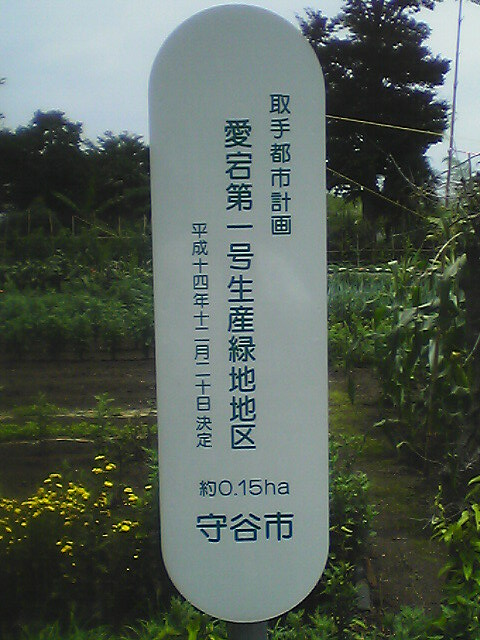 取手都市計画
愛宕第一号生産緑地地区
平成十四年十二月二十日決定
約0.15ha
守谷市